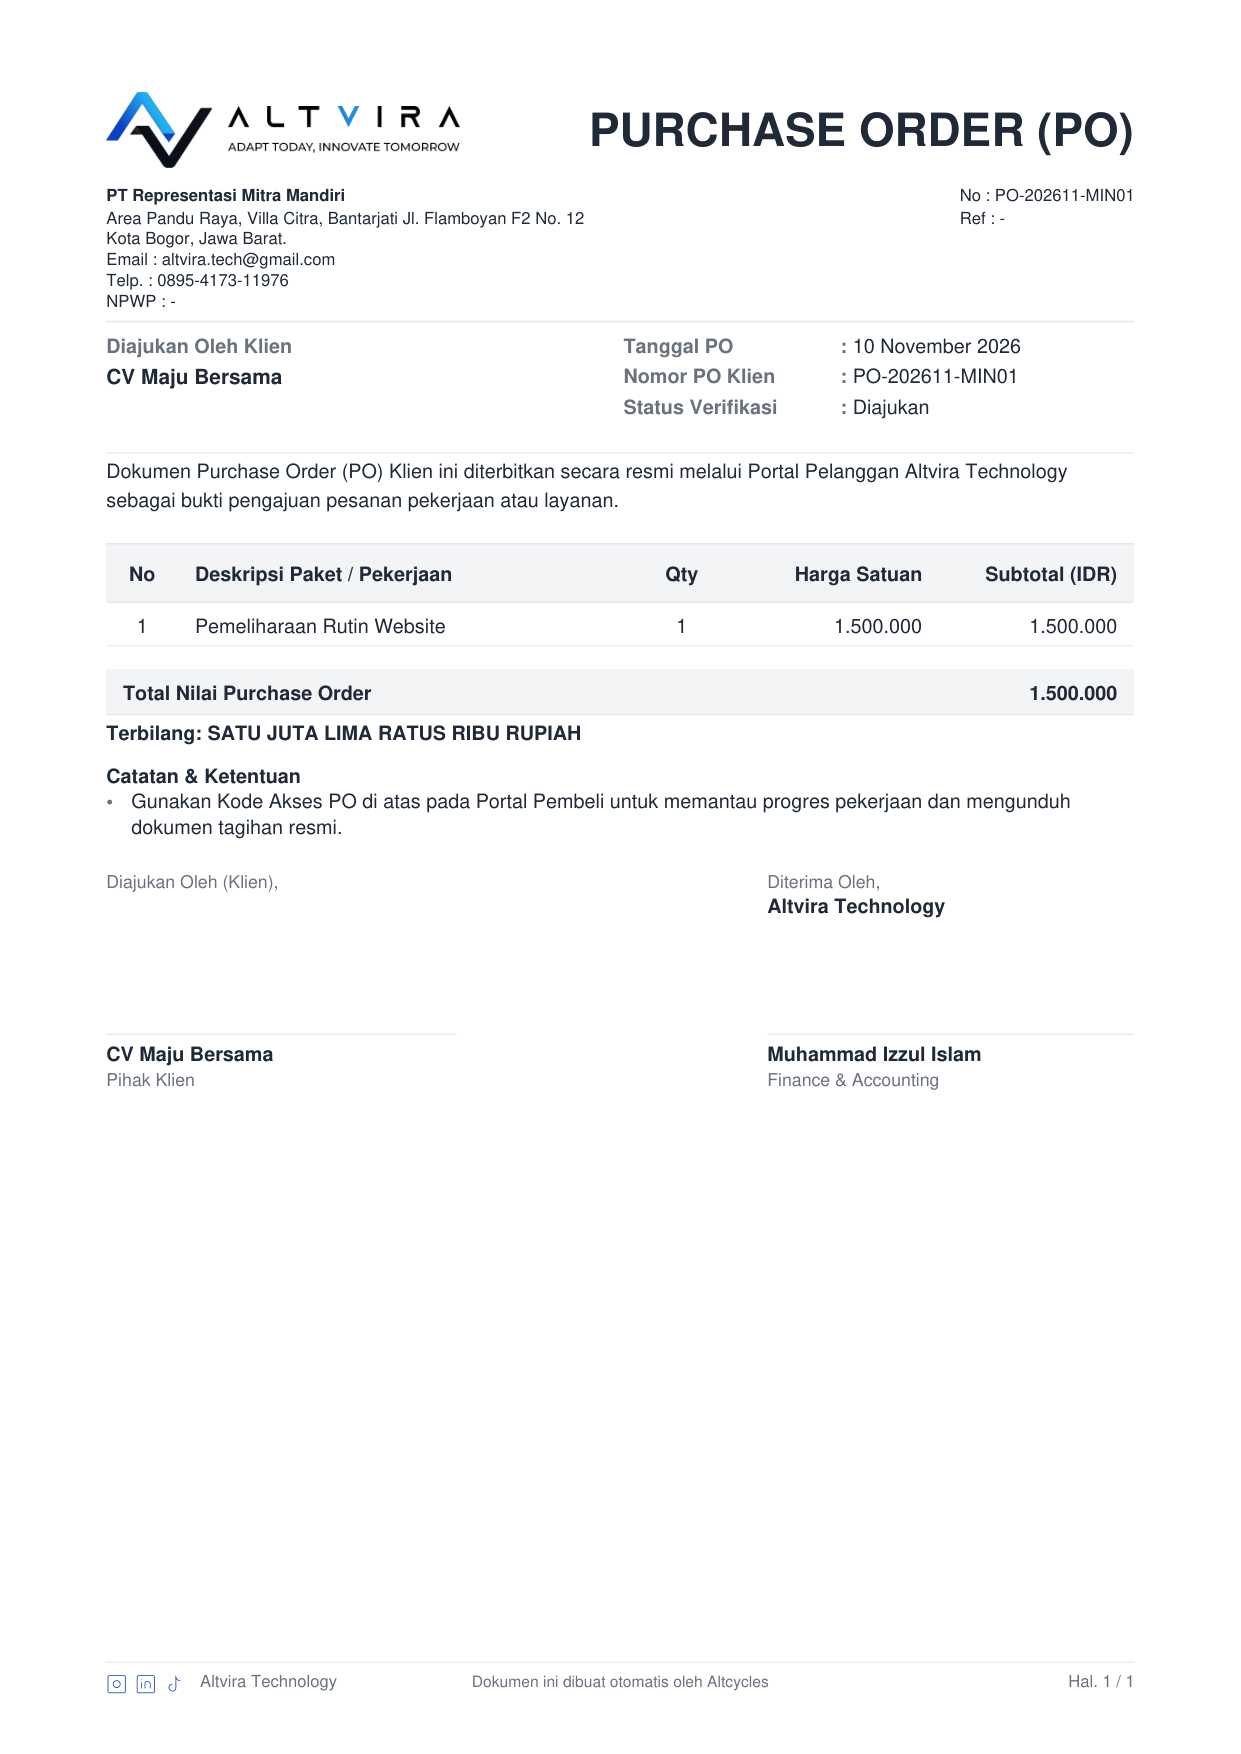 ALTVIRA
ADAPT TODAY, INNOVATE TOMORROW
PURCHASE ORDER (PO)
PT Representasi Mitra Mandiri
No : PO-202611-MIN01
Area Pandu Raya, Villa Citra, Bantarjati Jl. Flamboyan F2 No. 12
Ref : -
Kota Bogor, Jawa Barat.
Email : altvira.tech@gmail.com
Telp. : 0895-4173-11976
NPWP : -
Diajukan Oleh Klien
CV Maju Bersama
Tanggal PO : 10 November 2026
Nomor PO Klien : PO-202611-MIN01
Status Verifikasi : Diajukan
Dokumen Purchase Order (PO) Klien ini diterbitkan secara resmi melalui Portal Pelanggan Altvira Technology
sebagai bukti pengajuan pesanan pekerjaan atau layanan.
No Deskripsi Paket / Pekerjaan Qty Harga Satuan Subtotal (IDR)
1 Pemeliharaan Rutin Website 1 1.500.000 1.500.000
Total Nilai Purchase Order 1.500.000
Terbilang: SATU JUTA LIMA RATUS RIBU RUPIAH
Catatan & Ketentuan
• Gunakan Kode Akses PO di atas pada Portal Pembeli untuk memantau progres pekerjaan dan mengunduh
dokumen tagihan resmi.
Diajukan Oleh (Klien),
Diterima Oleh,
Altvira Technology
CV Maju Bersama
Pihak Klien
Muhammad Izzul Islam
Finance & Accounting
Altvira Technology Dokumen ini dibuat otomatis oleh Altcycles Hal. 1 / 1